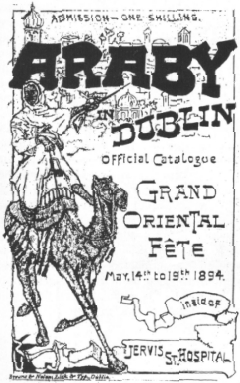 ADMISSION—ONE SHILLING.
ARABY
IN
DUBLIN
Official Catalogue
GRAND
ORIENTAL
FÊTE
May, 14th to 19th 1894.
in aid of
JERVIS ST. HOSPITAL